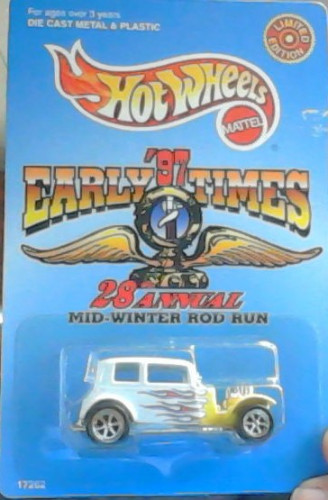 For ages over 3 years
DIE CAST METAL & PLASTIC
LIMITED
EDITION
HOT WHEELS
MATTEL
'97
EARLY TIMES
28th ANNUAL
MID-WINTER ROD RUN
17262